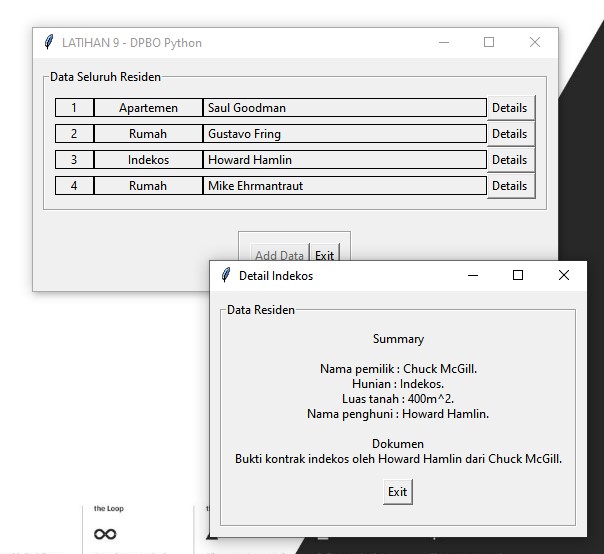 LATIHAN 9 - DPBO Python
Data Seluruh Residen
1 Apartemen Saul Goodman Details
2 Rumah Gustavo Fring Details
3 Indekos Howard Hamlin Details
4 Rumah Mike Ehrmantraut Details
Add Data Exit
Detail Indekos
Data Residen
Summary
Nama pemilik : Chuck McGill.
Hunian : Indekos.
Luas tanah : 400m^2.
Nama penghuni : Howard Hamlin.
Dokumen
Bukti kontrak indekos oleh Howard Hamlin dari Chuck McGill.
Exit
the Loop
∞